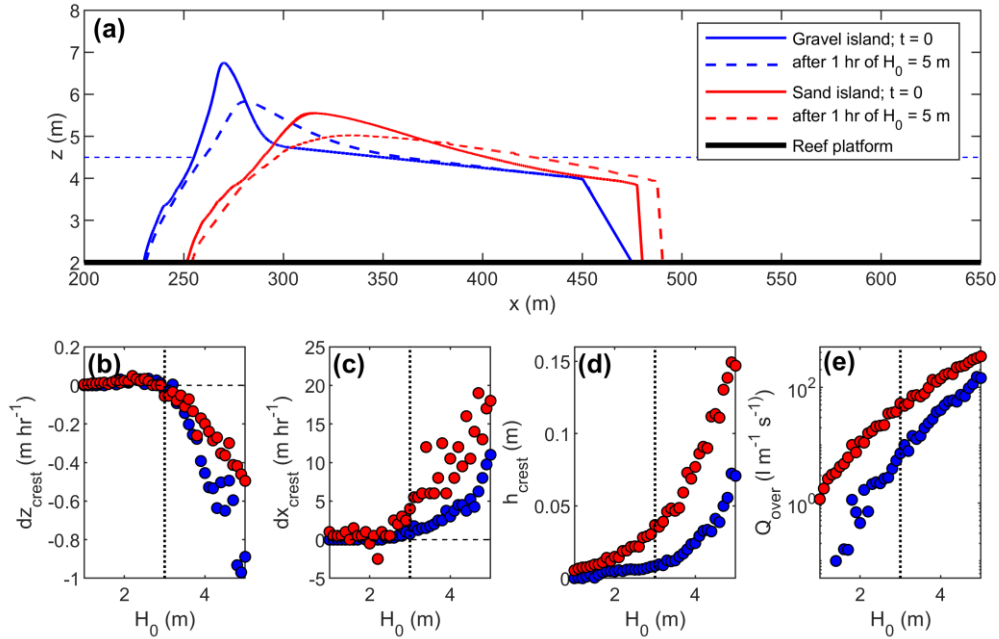 (a)
z (m)
8
7
6
5
4
3
2
Gravel island; t = 0
after 1 hr of H0 = 5 m
Sand island; t = 0
after 1 hr of H0 = 5 m
Reef platform
200 250 300 350 400 450 500 550 600 650
x (m)
(b)
dzcrest (m hr-1)
0.2
0
-0.2
-0.4
-0.6
-0.8
-1
2 4
H0 (m)
(c)
dxcrest (m hr-1)
25
20
15
10
5
0
-5
2 4
H0 (m)
(d)
hcrest (m)
0.15
0.1
0.05
0
2 4
H0 (m)
(e)
Qover (l m-1 s-1))
10^2
10^0
2 4
H0 (m)